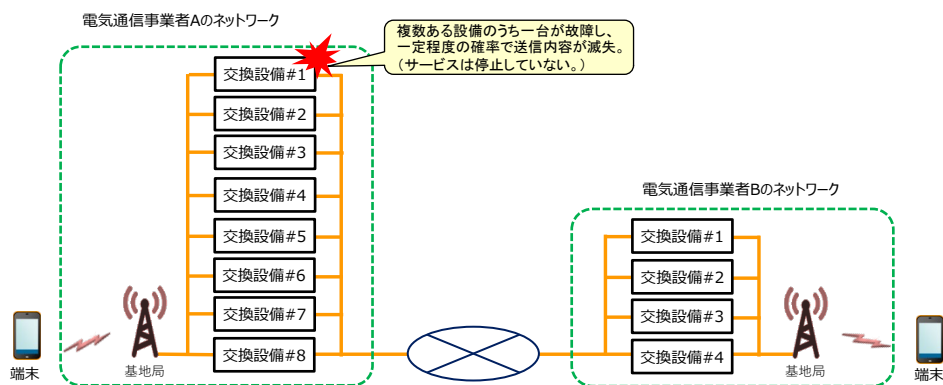 電気通信事業者Aのネットワーク
複数ある設備のうち一台が故障し、
一定程度の確率で送信内容が滅失。
（サービスは停止していない。）
交換設備#1
交換設備#2
交換設備#3
交換設備#4
交換設備#5
交換設備#6
交換設備#7
交換設備#8
端末
基地局
電気通信事業者Bのネットワーク
交換設備#1
交換設備#2
交換設備#3
交換設備#4
基地局
端末